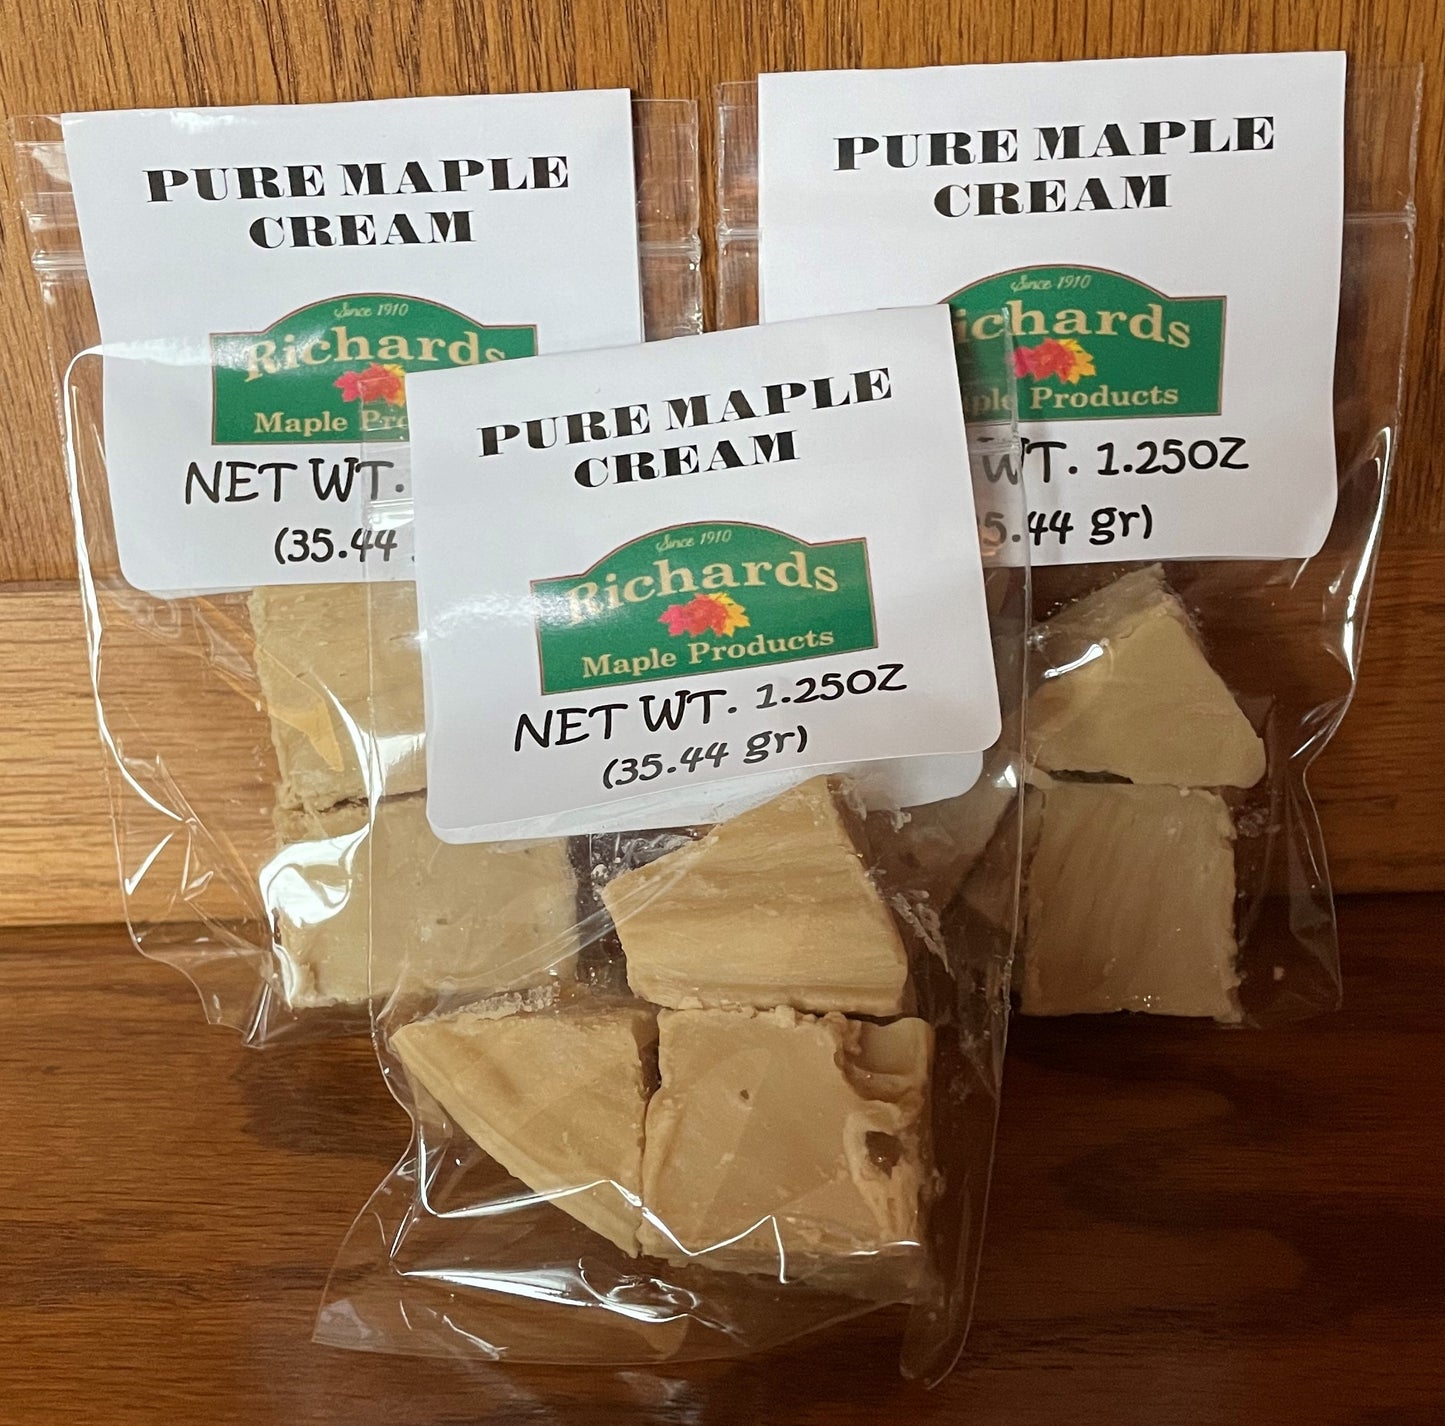 PURE MAPLE
CREAM
Since 1910
Richards
Maple Pr
NET WT.
(35.44
PURE MAPLE
CREAM
Since 1910
Richards
Maple Products
NET WT. 1.25OZ
(35.44 gr)
PURE MAPLE
CREAM
Since 1910
ichards
ple Products
WT. 1.25OZ
5.44 gr)